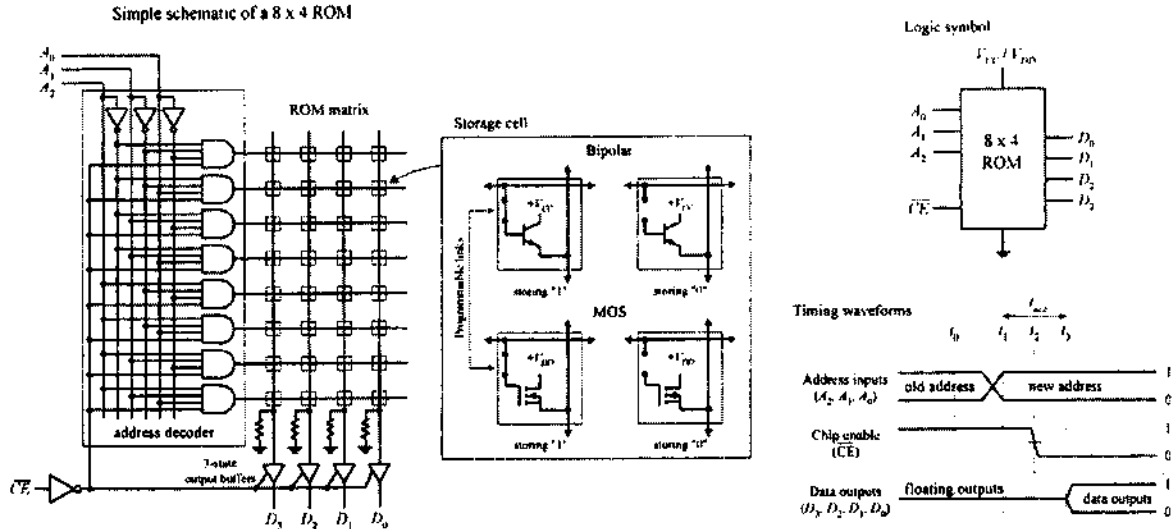 Simple schematic of a 8 x 4 ROM
A0
A1
A2
ROM matrix
address decoder
3-state
output buffers
CE
D3 D2 D1 D0
Storage cell
Bipolar
+VCC
+VCC
storing "1"
storing "0"
Programmable links
MOS
+VDD
+VDD
storing "1"
storing "0"
Logic symbol
VCC / VDD
A0
A1
A2
CE
8 x 4
ROM
D0
D1
D2
D3
Timing waveforms
t0 t1 t2 t3
Address inputs
(A2, A1, A0)
old address
new address
1
0
Chip enable
(CE)
1
0
Data outputs
(D3, D2, D1, D0)
floating outputs
data outputs
1
0